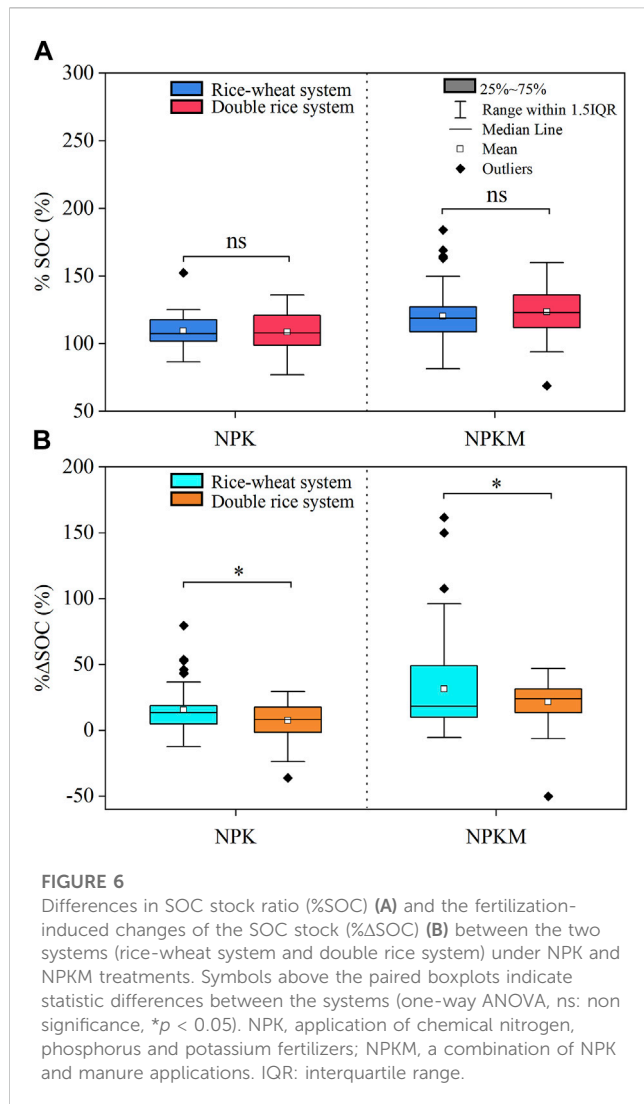 A
300
250
200
150
100
50
% SOC (%)
Rice-wheat system
Double rice system
25%~75%
Range within 1.5IQR
Median Line
Mean
Outliers
ns
ns
NPK
NPKM
B
200
150
100
50
0
-50
%ΔSOC (%)
Rice-wheat system
Double rice system
*
*
NPK
NPKM
FIGURE 6
Differences in SOC stock ratio (%SOC) (A) and the fertilization-
induced changes of the SOC stock (%ΔSOC) (B) between the two
systems (rice-wheat system and double rice system) under NPK and
NPKM treatments. Symbols above the paired boxplots indicate
statistic differences between the systems (one-way ANOVA, ns: non
significance, *p < 0.05). NPK, application of chemical nitrogen,
phosphorus and potassium fertilizers; NPKM, a combination of NPK
and manure applications. IQR: interquartile range.